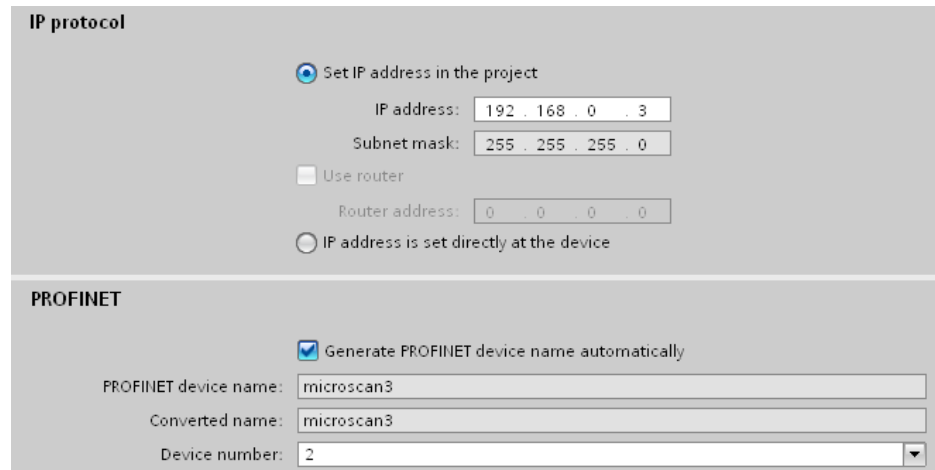 IP protocol
Set IP address in the project
IP address: 192 . 168 . 0 . 3
Subnet mask: 255 . 255 . 255 . 0
Use router
Router address: 0 . 0 . 0 . 0
IP address is set directly at the device
PROFINET
Generate PROFINET device name automatically
PROFINET device name: microscan3
Converted name: microscan3
Device number: 2